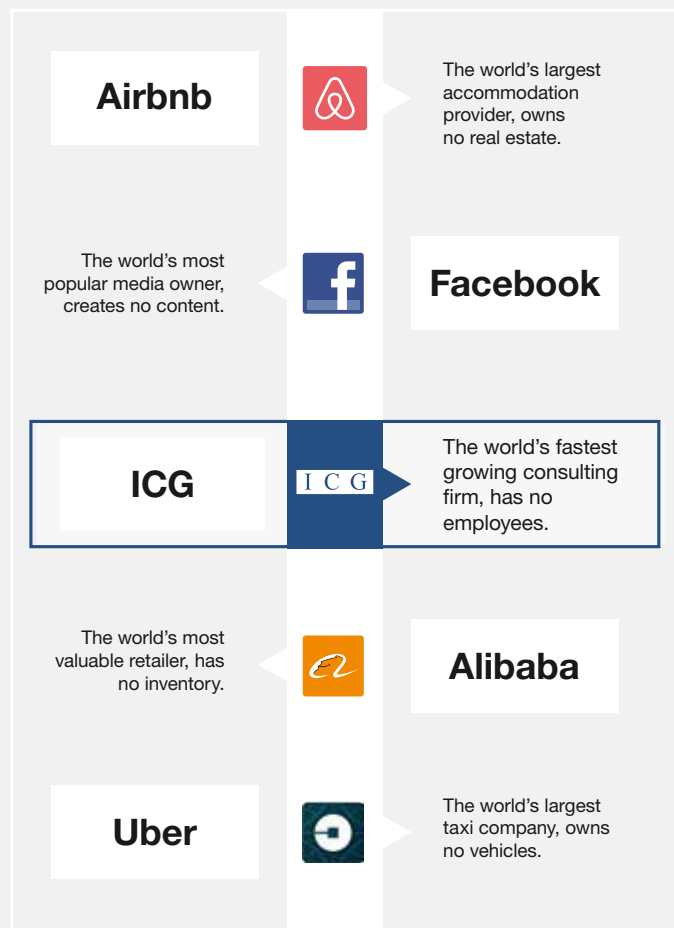 Airbnb
The world’s largest
accommodation
provider, owns
no real estate.
The world’s most
popular media owner,
creates no content.
f
Facebook
ICG
I C G
The world’s fastest
growing consulting
firm, has no
employees.
The world’s most
valuable retailer, has
no inventory.
Alibaba
Uber
The world’s largest
taxi company, owns
no vehicles.